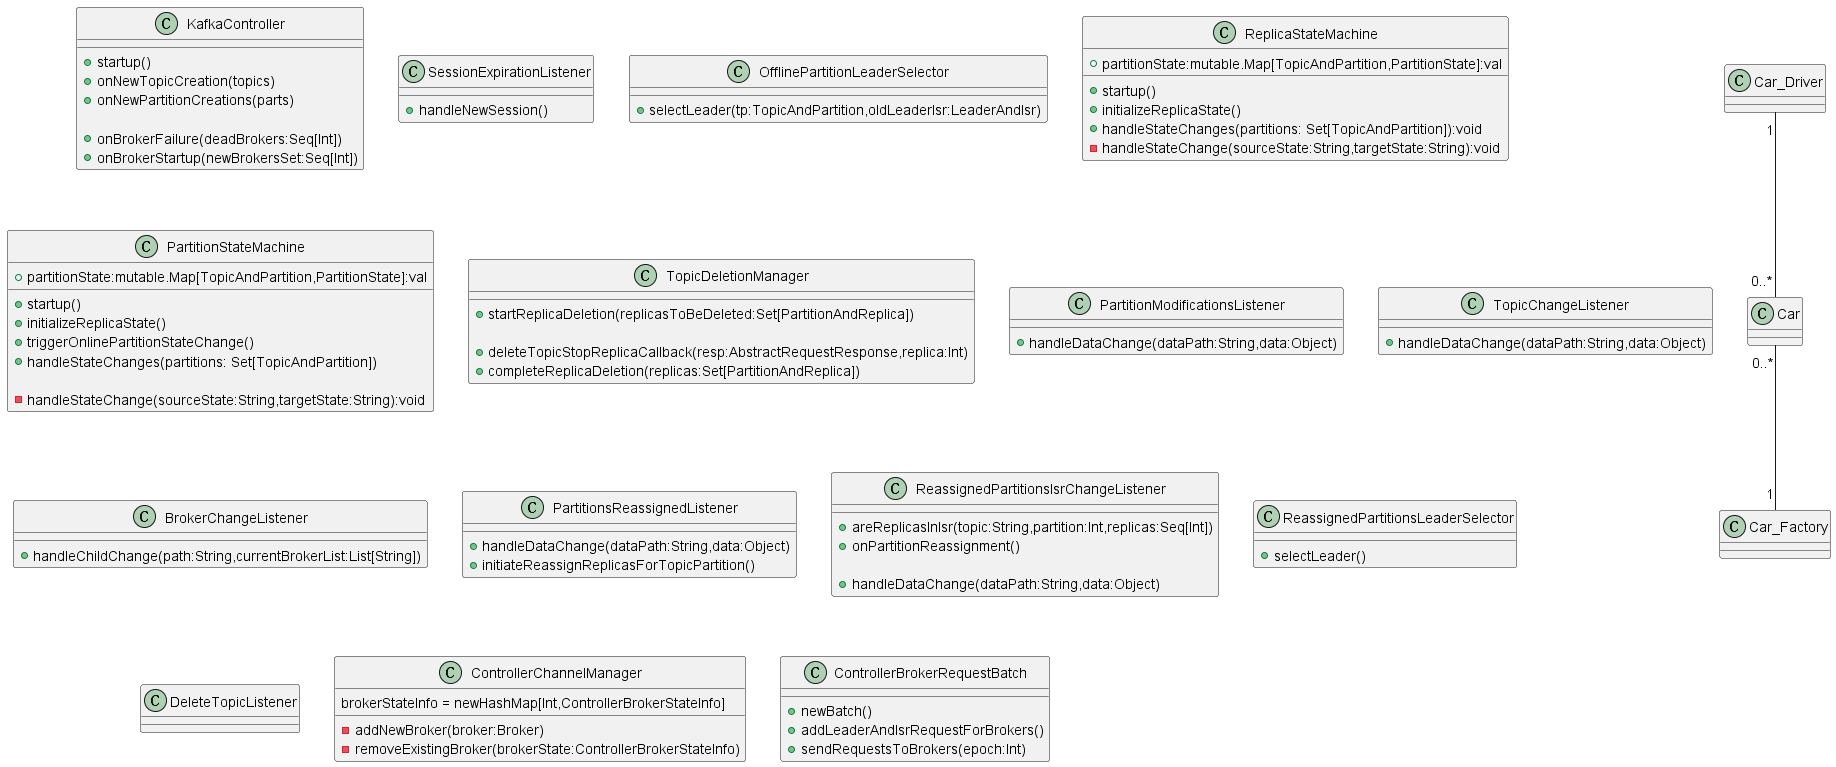 C KafkaController
startup()
onNewTopicCreation(topics)
onNewPartitionCreations(parts)
onBrokerFailure(deadBrokers:Seq[Int])
onBrokerStartup(newBrokersSet:Seq[Int])
C SessionExpirationListener
handleNewSession()
C OfflinePartitionLeaderSelector
selectLeader(tp:TopicAndPartition,oldLeaderIsr:LeaderAndIsr)
C ReplicaStateMachine
partitionState:mutable.Map[TopicAndPartition,PartitionState]:val
startup()
initializeReplicaState()
handleStateChanges(partitions: Set[TopicAndPartition]):void
handleStateChange(sourceState:String,targetState:String):void
C Car_Driver
1
0..*
C PartitionStateMachine
partitionState:mutable.Map[TopicAndPartition,PartitionState]:val
startup()
initializeReplicaState()
triggerOnlinePartitionStateChange()
handleStateChanges(partitions: Set[TopicAndPartition])
handleStateChange(sourceState:String,targetState:String):void
C TopicDeletionManager
startReplicaDeletion(replicasToBeDeleted:Set[PartitionAndReplica])
deleteTopicStopReplicaCallback(resp:AbstractRequestResponse,replica:Int)
completeReplicaDeletion(replicas:Set[PartitionAndReplica])
C PartitionModificationsListener
handleDataChange(dataPath:String,data:Object)
C TopicChangeListener
handleDataChange(dataPath:String,data:Object)
C Car
0..*
1
C BrokerChangeListener
handleChildChange(path:String,currentBrokerList:List[String])
C PartitionsReassignedListener
handleDataChange(dataPath:String,data:Object)
initiateReassignReplicasForTopicPartition()
C ReassignedPartitionsIsrChangeListener
areReplicasInIsr(topic:String,partition:Int,replicas:Seq[Int])
onPartitionReassignment()
handleDataChange(dataPath:String,data:Object)
C ReassignedPartitionsLeaderSelector
selectLeader()
C Car_Factory
C DeleteTopicListener
C ControllerChannelManager
brokerStateInfo = newHashMap[Int,ControllerBrokerStateInfo]
addNewBroker(broker:Broker)
removeExistingBroker(brokerState:ControllerBrokerStateInfo)
C ControllerBrokerRequestBatch
newBatch()
addLeaderAndIsrRequestForBrokers()
sendRequestsToBrokers(epoch:Int)